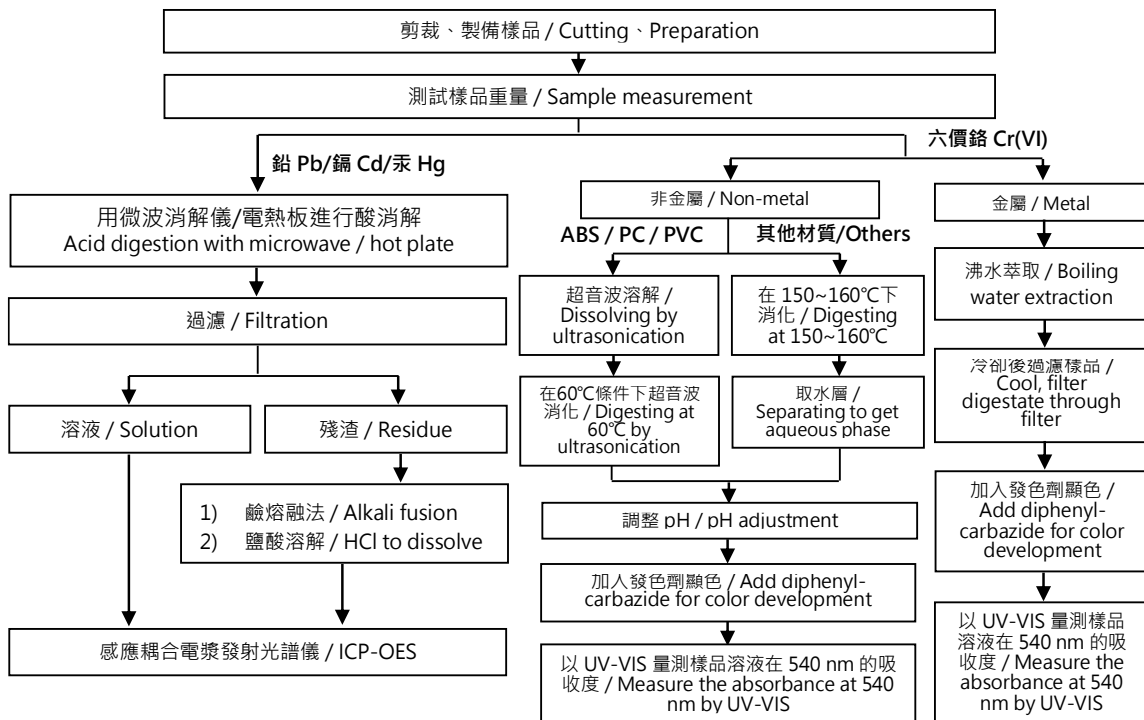 剪裁、製備樣品 / Cutting、Preparation
測試樣品重量 / Sample measurement
鉛 Pb/鎘 Cd/汞 Hg
用微波消解儀/電熱板進行酸消解
Acid digestion with microwave / hot plate
過濾 / Filtration
溶液 / Solution
殘渣 / Residue
1) 鹼熔融法 / Alkali fusion
2) 鹽酸溶解 / HCl to dissolve
感應耦合電漿發射光譜儀 / ICP-OES
六價鉻 Cr(VI)
非金屬 / Non-metal
ABS / PC / PVC
超音波溶解 /
Dissolving by
ultrasonication
在60℃條件下超音波
消化 / Digesting at
60℃ by
ultrasonication
其他材質/Others
在 150~160℃下
消化 / Digesting
at 150~160℃
取水層 /
Separating to get
aqueous phase
調整 pH / pH adjustment
加入發色劑顯色 / Add diphenyl-
carbazide for color development
以 UV-VIS 量測樣品溶液在 540 nm 的吸
收度 / Measure the absorbance at 540
nm by UV-VIS
金屬 / Metal
沸水萃取 / Boiling
water extraction
冷卻後過濾樣品 /
Cool, filter
digestate through
filter
加入發色劑顯色 /
Add diphenyl-
carbazide for color
development
以 UV-VIS 量測樣品
溶液在 540 nm 的吸
收度 / Measure the
absorbance at 540
nm by UV-VIS